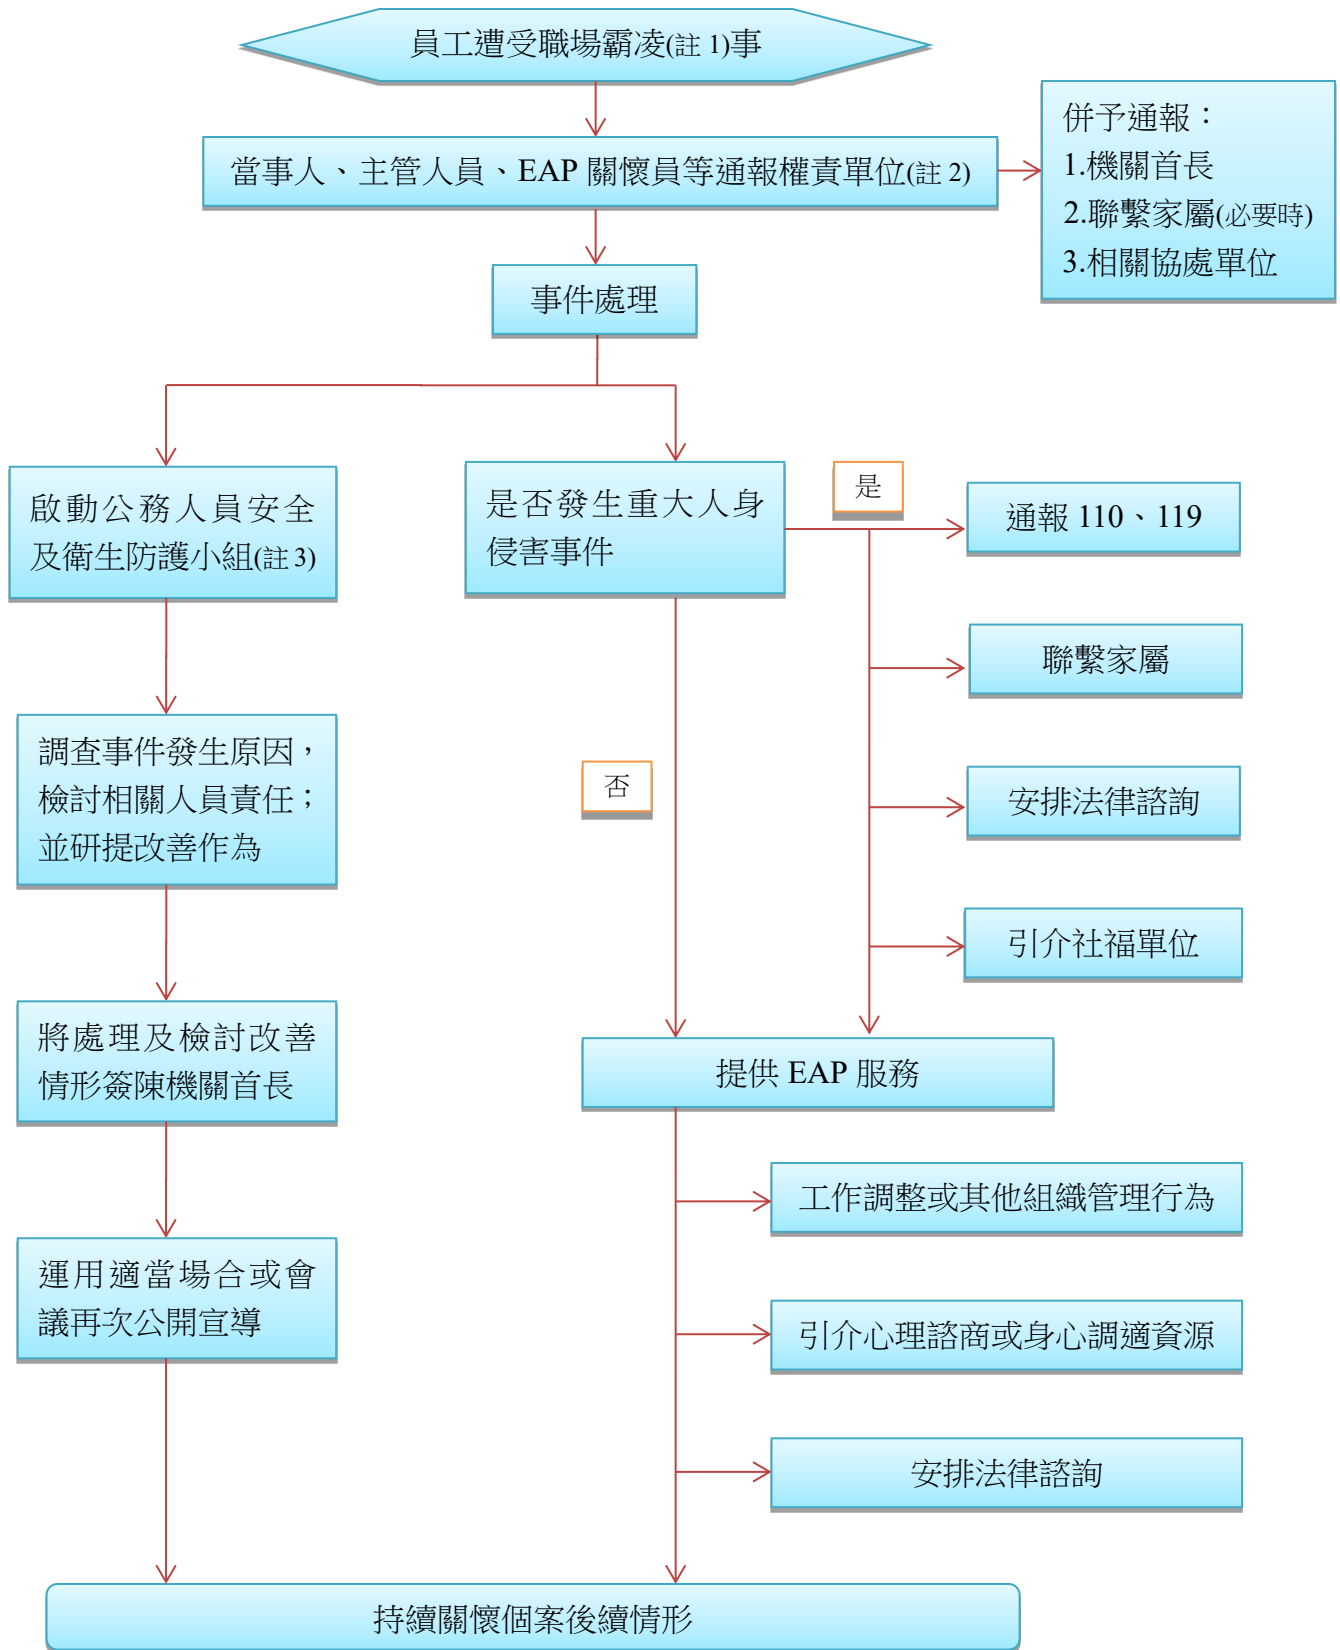 員工遭受職場霸凌(註 1)事
當事人、主管人員、EAP 關懷員等通報權責單位(註 2)
併予通報：
1.機關首長
2.聯繫家屬(必要時)
3.相關協處單位
事件處理
啟動公務人員安全
及衛生防護小組(註 3)
是否發生重大人身
侵害事件
是
通報 110、119
聯繫家屬
調查事件發生原因，
檢討相關人員責任；
並研提改善作為
否
安排法律諮詢
引介社福單位
將處理及檢討改善
情形簽陳機關首長
提供 EAP 服務
工作調整或其他組織管理行為
運用適當場合或會
議再次公開宣導
引介心理諮商或身心調適資源
安排法律諮詢
持續關懷個案後續情形